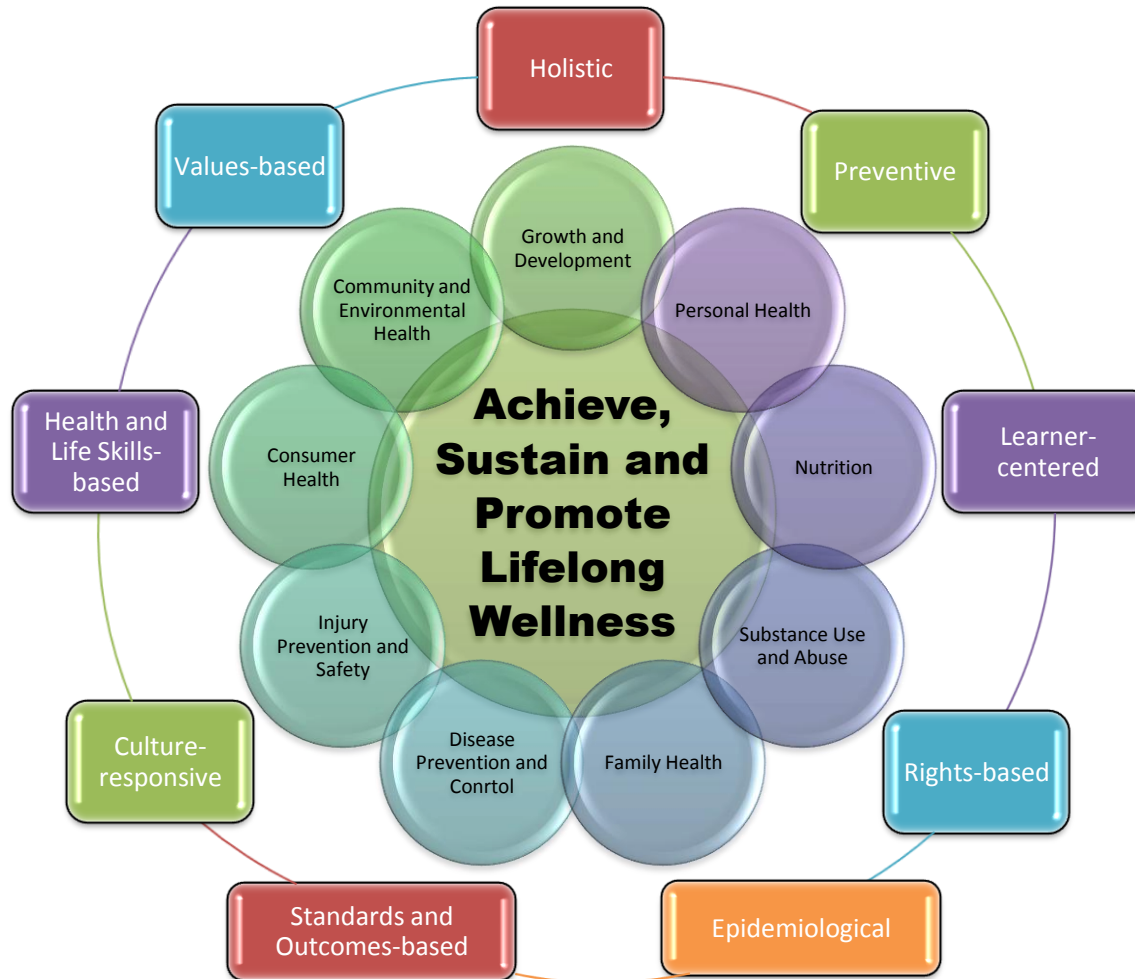 Holistic
Values-based
Preventive
Growth and
Development
Community and
Environmental
Health
Personal Health
Achieve,
Sustain and
Promote
Lifelong
Wellness
Health and
Life Skills-
based
Consumer
Health
Nutrition
Learner-
centered
Injury
Prevention and
Safety
Substance Use
and Abuse
Culture-
responsive
Disease
Prevention and
Conrtol
Family Health
Rights-based
Standards and
Outcomes-based
Epidemiological